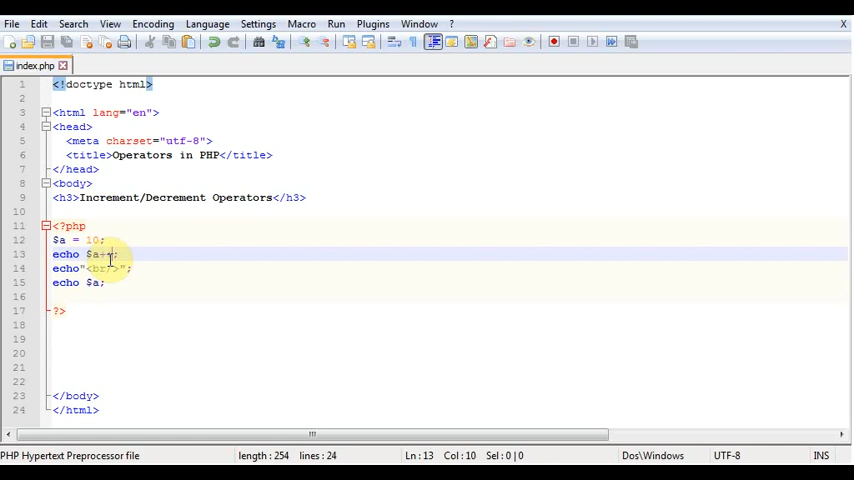 File Edit Search View Encoding Language Settings Macro Run Plugins Window ? X
index.php
1 <!doctype html>
2
3 <html lang="en">
4 <head>
5 <meta charset="utf-8">
6 <title>Operators in PHP</title>
7 </head>
8 <body>
9 <h3>Increment/Decrement Operators</h3>
10
11 <?php
12 $a = 10;
13 echo $a++;
14 echo"<br/>";
15 echo $a;
16
17 ?>
18
19
20
21
22
23 </body>
24 </html>
PHP Hypertext Preprocessor file length : 254 lines : 24 Ln : 13 Col : 10 Sel : 0 | 0 Dos\Windows UTF-8 INS